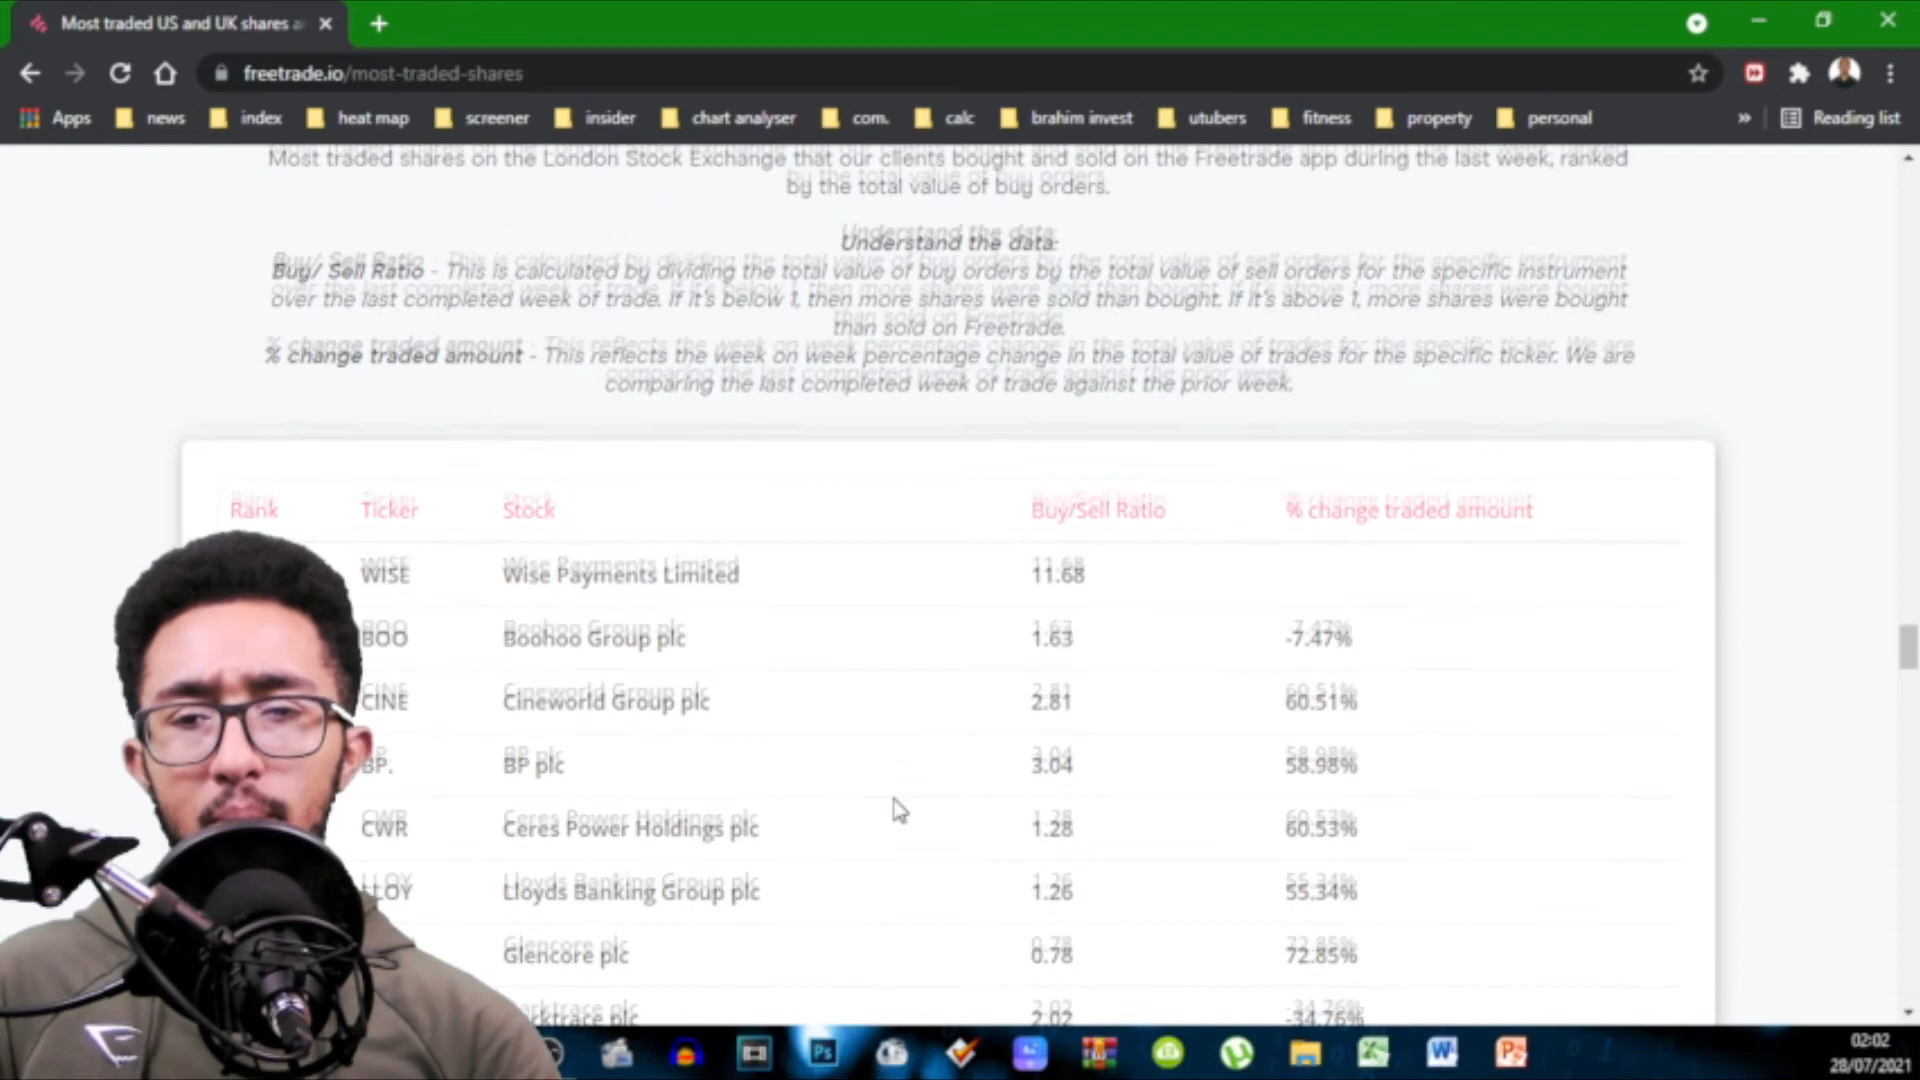 Most traded US and UK shares a
freetrade.io/most-traded-shares
Apps news index heat map screener insider chart analyser com. calc brahim invest utubers fitness property personal » Reading list
Most traded shares on the London Stock Exchange that our clients bought and sold on the Freetrade app during the last week, ranked
by the total value of buy orders.
Understand the data:
Buy/ Sell Ratio - This is calculated by dividing the total value of buy orders by the total value of sell orders for the specific instrument
over the last completed week of trade. If it's below 1, then more shares were sold than bought. If it's above 1, more shares were bought
than sold on Freetrade.
% change traded amount - This reflects the week on week percentage change in the total value of trades for the specific ticker. We are
comparing the last completed week of trade against the prior week.
Rank Ticker Stock Buy/Sell Ratio % change traded amount
WISE Wise Payments Limited 11.68
BOO Boohoo Group plc 1.63 -7.47%
CINE Cineworld Group plc 2.81 60.51%
BP. BP plc 3.04 58.98%
CWR Ceres Power Holdings plc 1.28 60.53%
LLOY Lloyds Banking Group plc 1.26 55.34%
Glencore plc 0.78 72.85%
rktrace plc 2.02 -34.76%
Ps
02:02
28/07/2021